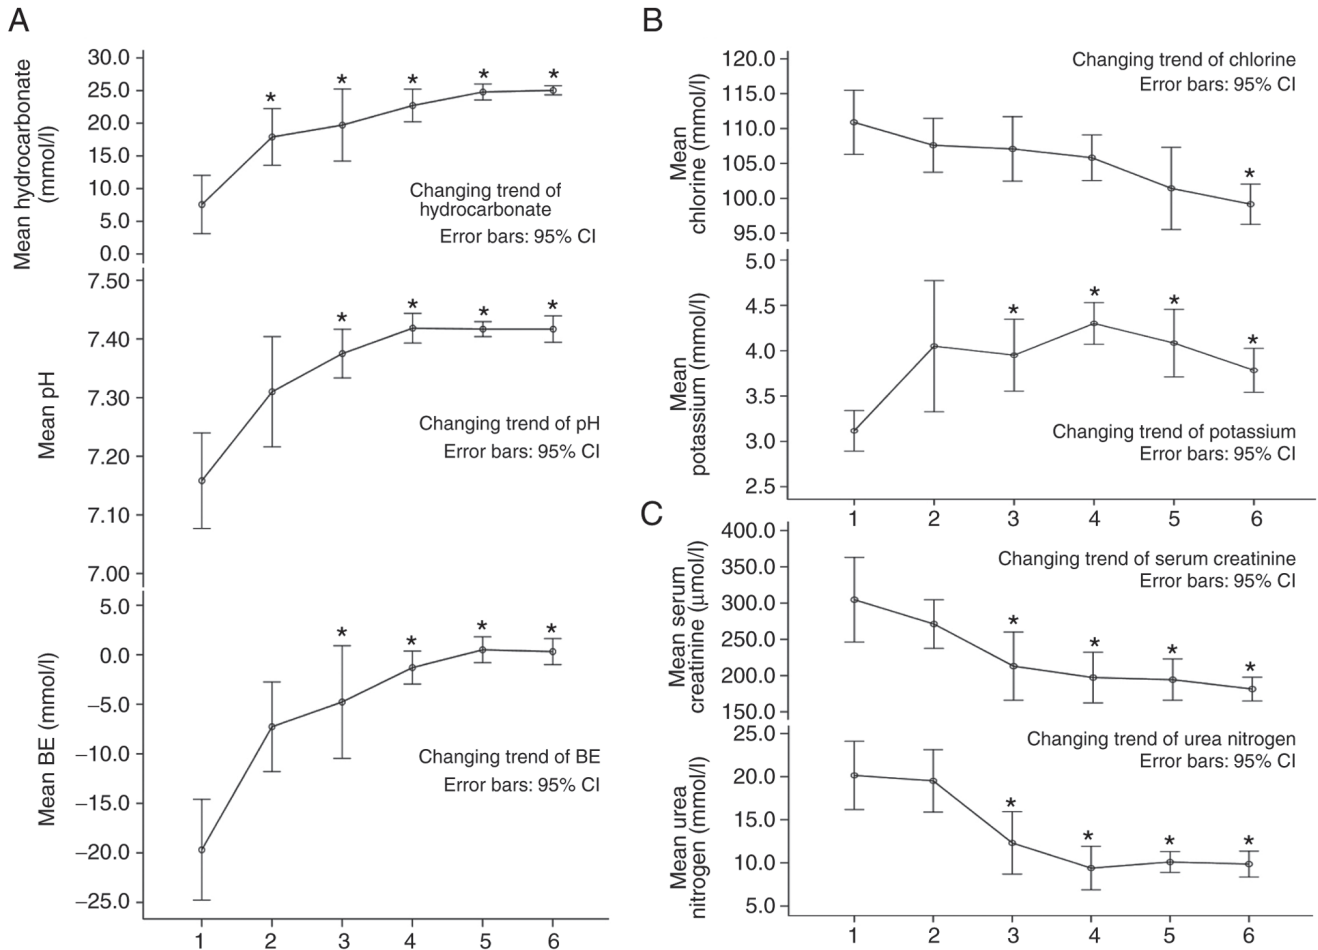 A
Mean hydrocarbonate
(mmol/l)
30.0
25.0
20.0
15.0
10.0
5.0
0.0
* * * * *
Changing trend of
hydrocarbonate
Error bars: 95% CI
Mean pH
7.50
7.40
7.30
7.20
7.10
7.00
* * * *
Changing trend of pH
Error bars: 95% CI
Mean BE (mmol/l)
5.0
0.0
−5.0
−10.0
−15.0
−20.0
−25.0
* * * *
Changing trend of BE
Error bars: 95% CI
1 2 3 4 5 6
B
Mean
chlorine (mmol/l)
120.0
115.0
110.0
105.0
100.0
95.0
Changing trend of chlorine
Error bars: 95% CI
*
Mean
potassium (mmol/l)
5.0
4.5
4.0
3.5
3.0
2.5
* * * *
Changing trend of potassium
Error bars: 95% CI
1 2 3 4 5 6
C
Mean serum
creatinine (μmol/l)
400.0
350.0
300.0
250.0
200.0
150.0
Changing trend of serum creatinine
Error bars: 95% CI
* * * *
Mean urea
nitrogen (mmol/l)
25.0
20.0
15.0
10.0
5.0
Changing trend of urea nitrogen
Error bars: 95% CI
* * * *
1 2 3 4 5 6